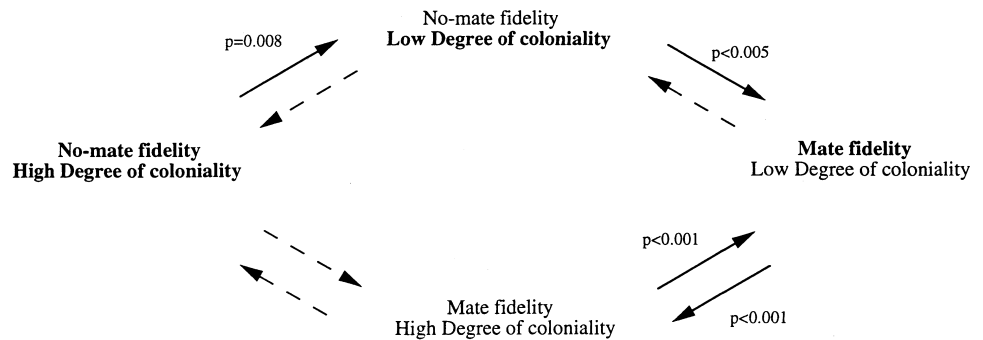 No-mate fidelity
Low Degree of coloniality
p=0.008
p<0.005
No-mate fidelity
High Degree of coloniality
Mate fidelity
Low Degree of coloniality
p<0.001
Mate fidelity
High Degree of coloniality
p<0.001